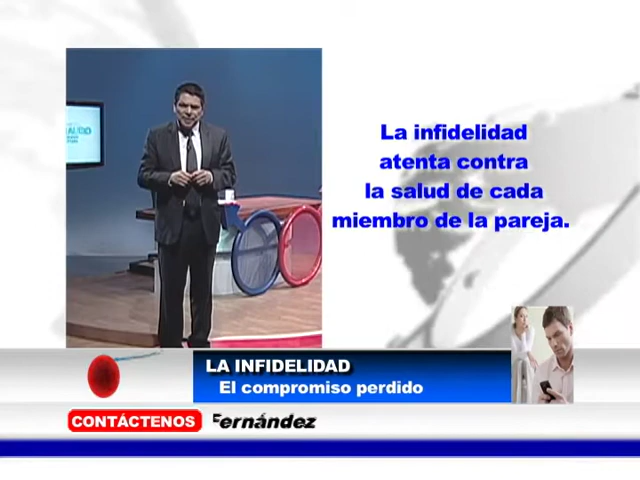 La infidelidad
atenta contra
la salud de cada
miembro de la pareja.
LA INFIDELIDAD
El compromiso perdido
CONTÁCTENOS
Fernández